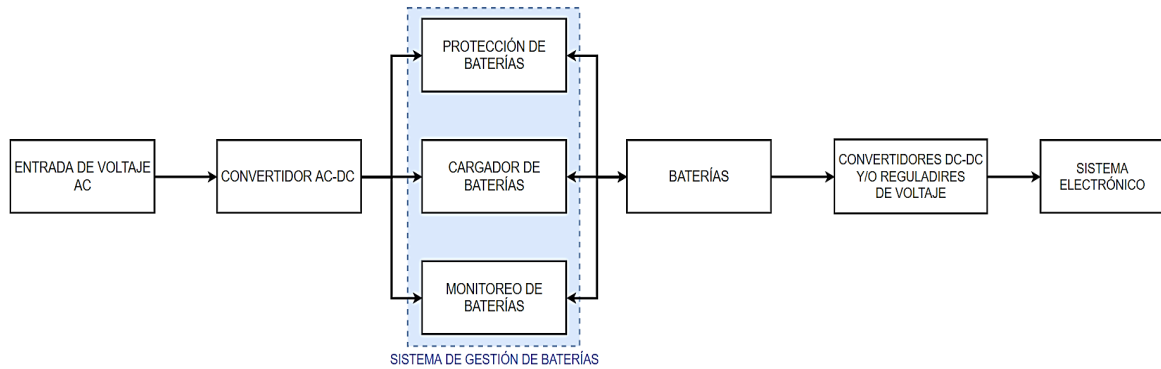 ENTRADA DE VOLTAJE
AC
CONVERTIDOR AC-DC
PROTECCIÓN DE
BATERÍAS
CARGADOR DE
BATERÍAS
MONITOREO DE
BATERÍAS
SISTEMA DE GESTIÓN DE BATERÍAS
BATERÍAS
CONVERTIDORES DC-DC
Y/O REGULADIRES
DE VOLTAJE
SISTEMA
ELECTRÓNICO